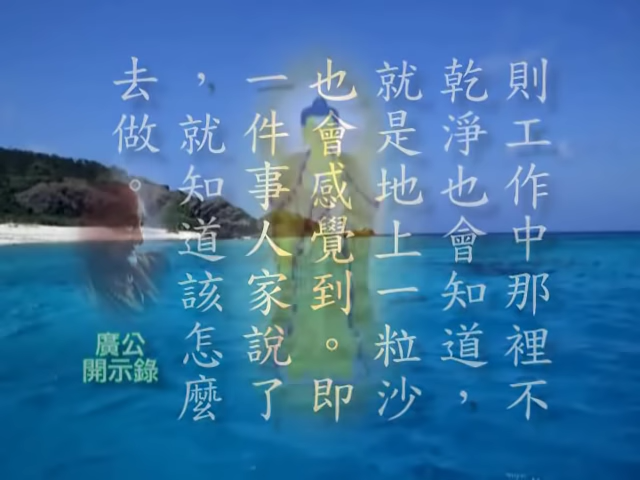 則工作中那裡不
乾淨也會知道，
就是地上一粒沙
也會感覺到。即
一件事人家說了
，就知道該怎麼
去做。
廣公
開示錄